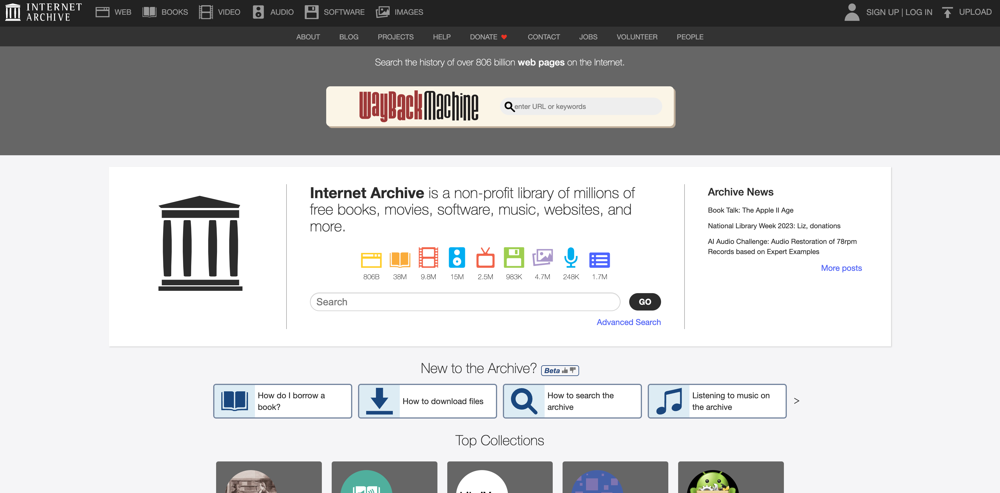 INTERNET ARCHIVE
WEB
BOOKS
VIDEO
AUDIO
SOFTWARE
IMAGES
SIGN UP | LOG IN
UPLOAD
ABOUT
BLOG
PROJECTS
HELP
DONATE
CONTACT
JOBS
VOLUNTEER
PEOPLE
Search the history of over 806 billion web pages on the Internet.
WayBackMachine
enter URL or keywords
Internet Archive is a non-profit library of millions of
free books, movies, software, music, websites, and
more.
806B
38M
9.8M
15M
2.5M
983K
4.7M
248K
1.7M
Search
GO
Advanced Search
Archive News
Book Talk: The Apple II Age
National Library Week 2023: Liz, donations
AI Audio Challenge: Audio Restoration of 78rpm
Records based on Expert Examples
More posts
New to the Archive?
Beta
How do I borrow a
book?
How to download files
How to search the
archive
Listening to music on
the archive
>
Top Collections